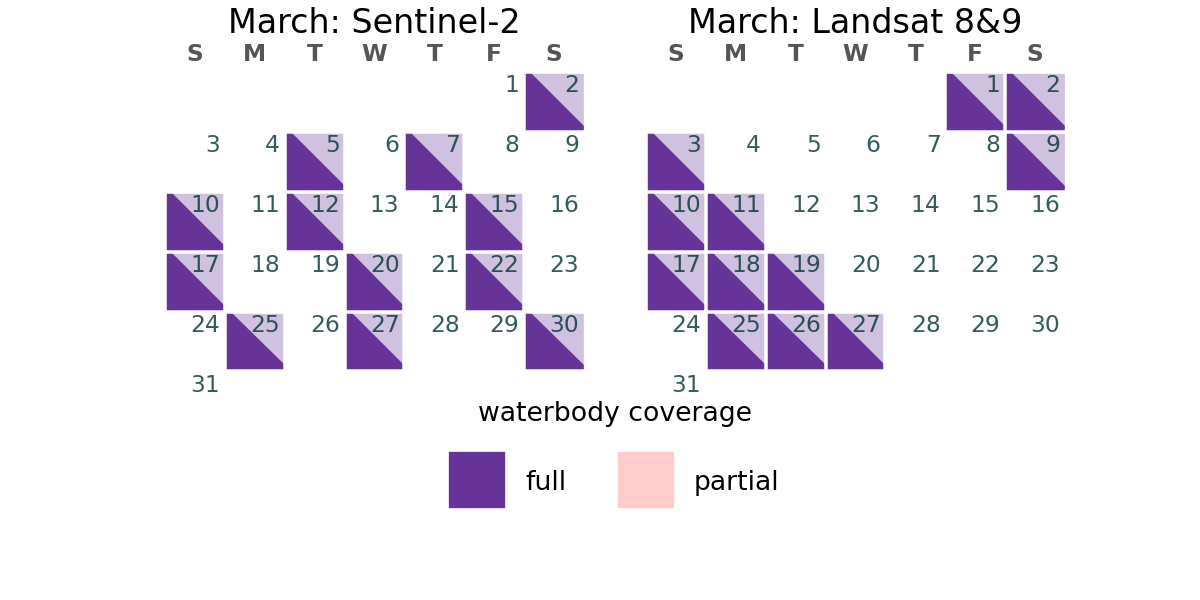 March: Sentinel-2
S M T W T F S
1 2
3 4 5 6 7 8 9
10 11 12 13 14 15 16
17 18 19 20 21 22 23
24 25 26 27 28 29 30
31
March: Landsat 8&9
S M T W T F S
1 2
3 4 5 6 7 8 9
10 11 12 13 14 15 16
17 18 19 20 21 22 23
24 25 26 27 28 29 30
31
waterbody coverage
full partial